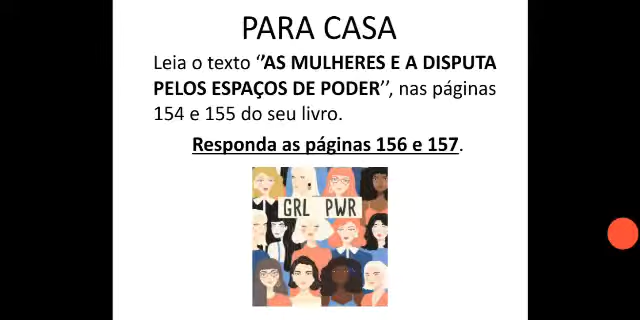 PARA CASA
Leia o texto ‘’AS MULHERES E A DISPUTA
PELOS ESPAÇOS DE PODER’’, nas páginas
154 e 155 do seu livro.
Responda as páginas 156 e 157.
GRL PWR